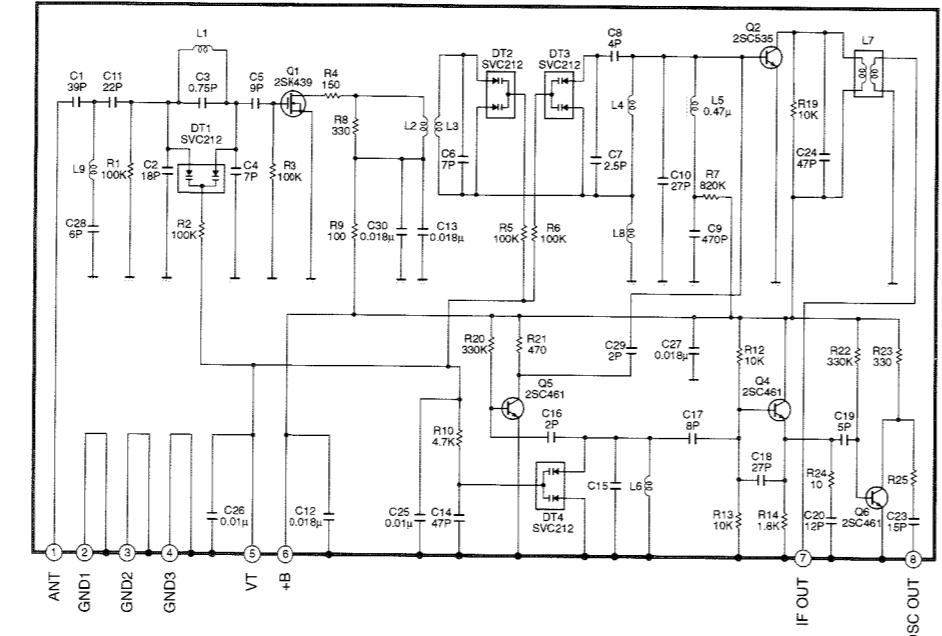 L1
C1
39P
C11
22P
C3
0.75P
C5
9P
Q1
2SK439
R4
150
DT1
SVC212
L9
R1
100K
C2
18P
C4
7P
R3
100K
C28
6P
R2
100K
R8
330
L2
L3
R9
100
C30
0.018μ
C13
0.018μ
C6
7P
DT2
SVC212
DT3
SVC212
R5
100K
R6
100K
C7
2.5P
C8
4P
L4
L8
C10
27P
L5
0.47μ
R7
820K
C9
470P
Q2
2SC535
R19
10K
C24
47P
L7
R20
330K
R21
470
C29
2P
C27
0.018μ
R12
10K
Q4
2SC461
R22
330K
R23
330
Q5
2SC461
C16
2P
C17
8P
C19
5P
R10
4.7K
C18
27P
R24
10
R25
C26
0.01μ
C12
0.018μ
C25
0.01μ
C14
47P
DT4
SVC212
C15
L6
R13
10K
R14
1.8K
C20
12P
Q6
2SC461
C23
15P
1
2
3
4
5
6
7
8
ANT
GND1
GND2
GND3
VT
+B
IF OUT
OSC OUT